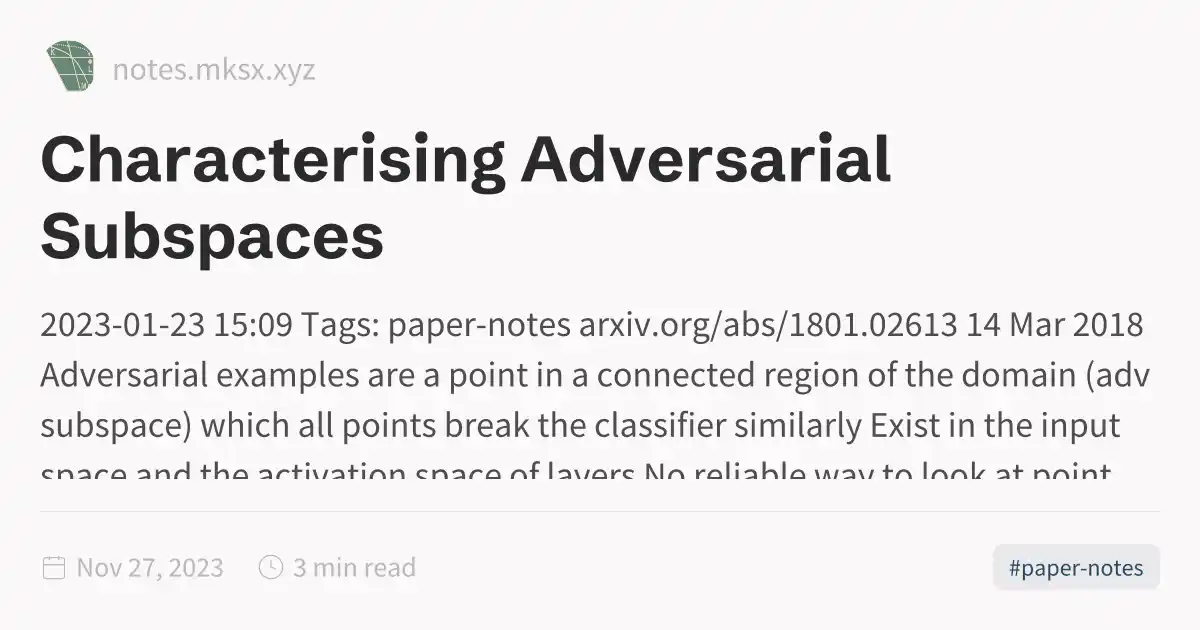 notes.mksx.xyz
Characterising Adversarial
Subspaces
2023-01-23 15:09 Tags: paper-notes arxiv.org/abs/1801.02613 14 Mar 2018
Adversarial examples are a point in a connected region of the domain (adv
subspace) which all points break the classifier similarly Exist in the input
space and the activation space of layers No reliable way to look at point
Nov 27, 2023
3 min read
#paper-notes